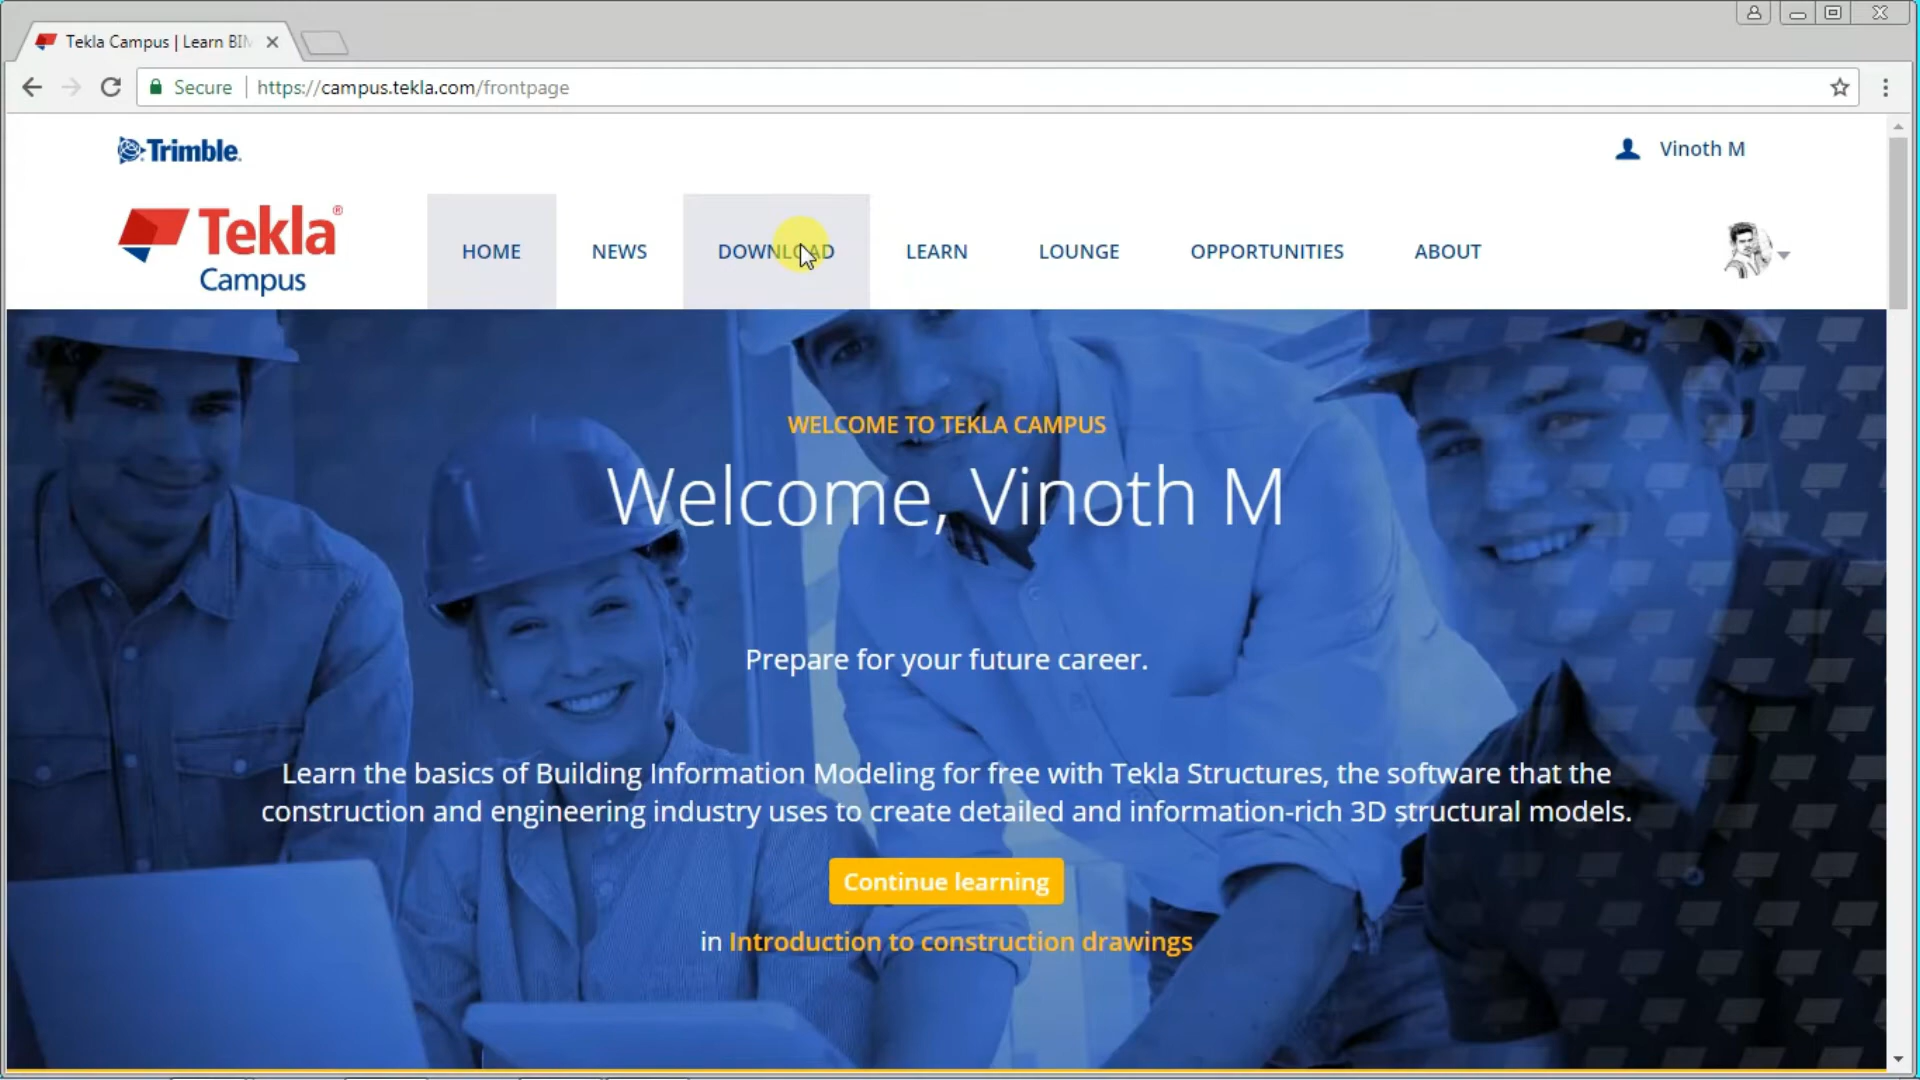 Tekla Campus | Learn BIM
Secure
https://campus.tekla.com/frontpage
Trimble.
Vinoth M
Tekla®
Campus
HOME
NEWS
DOWNLOAD
LEARN
LOUNGE
OPPORTUNITIES
ABOUT
WELCOME TO TEKLA CAMPUS
Welcome, Vinoth M
Prepare for your future career.
Learn the basics of Building Information Modeling for free with Tekla Structures, the software that the
construction and engineering industry uses to create detailed and information-rich 3D structural models.
Continue learning
in Introduction to construction drawings